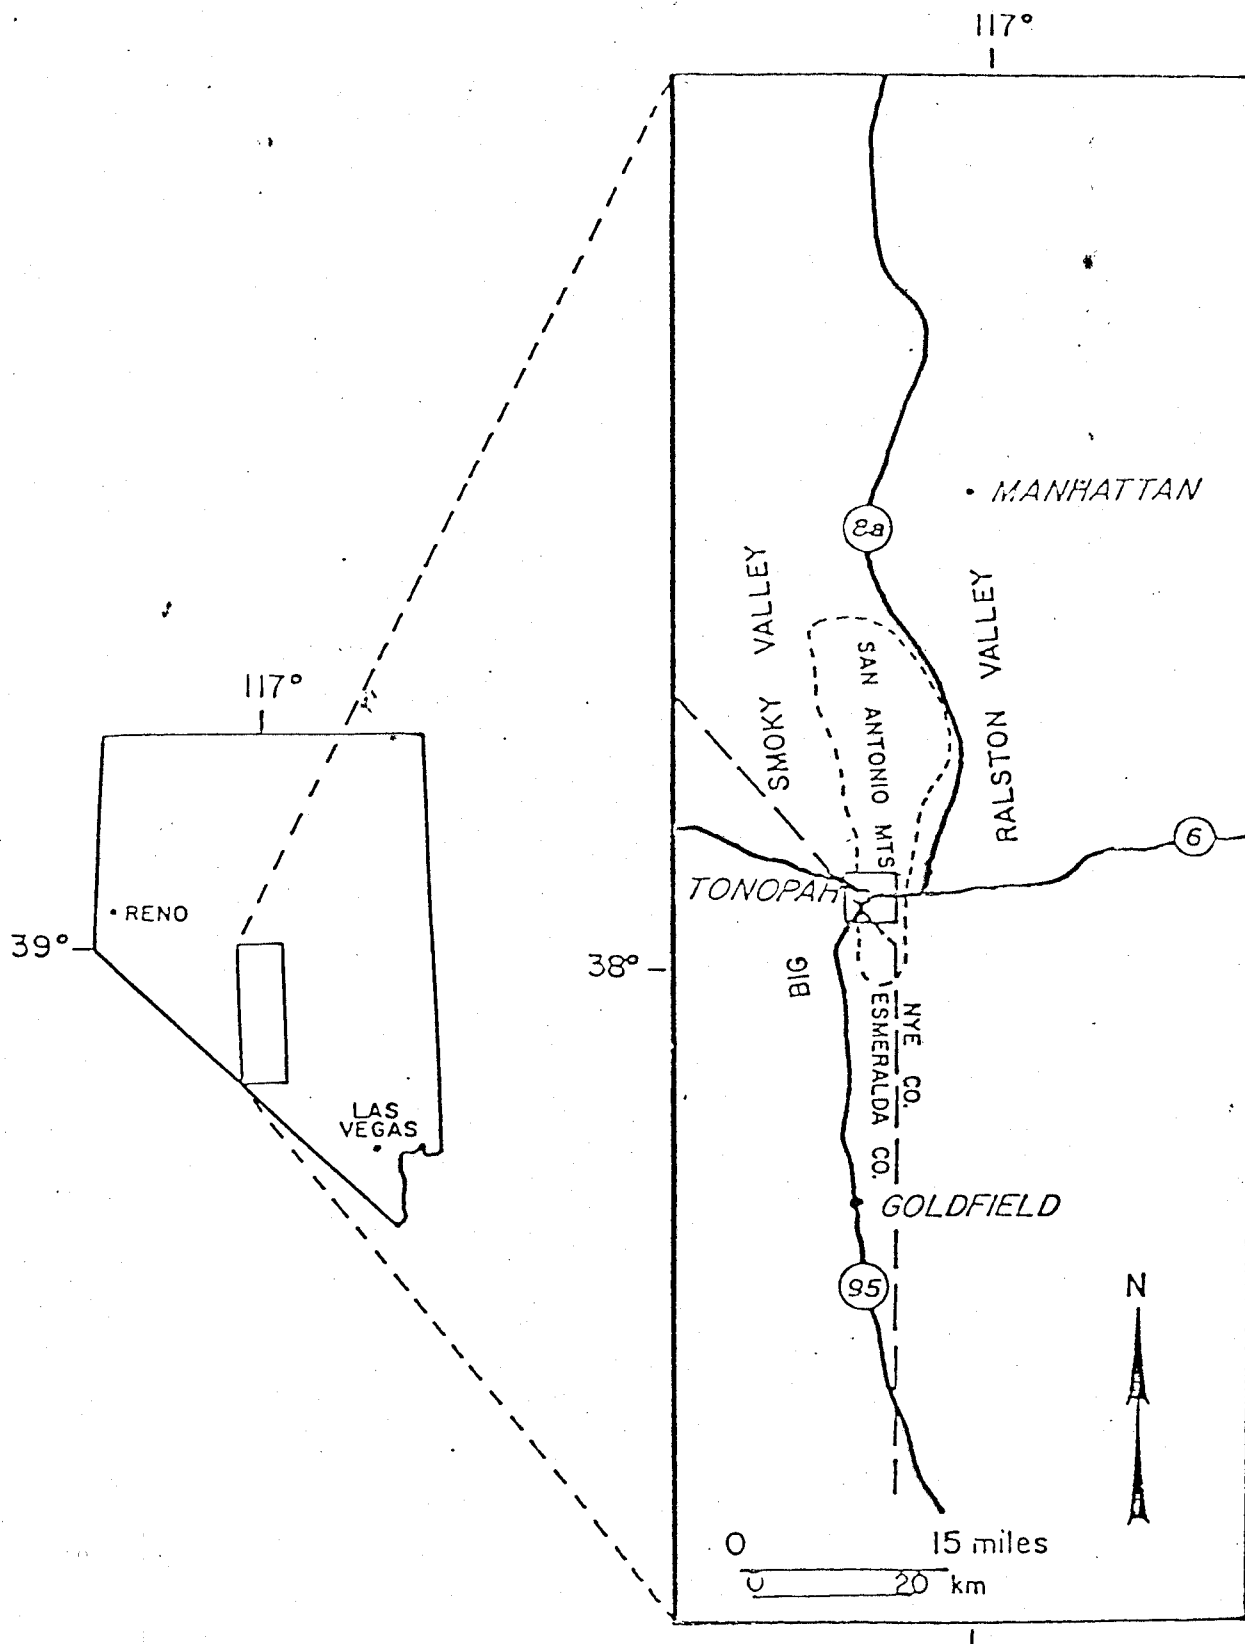 117°
MANHATTAN
8a
SMOKY VALLEY
SAN ANTONIO MTS
RALSTON VALLEY
117°
6
TONOPAH
RENO
39°
38°
BIG
NYE CO.
ESMERALDA CO.
LAS
VEGAS
GOLDFIELD
95
N
0 15 miles
0 20 km